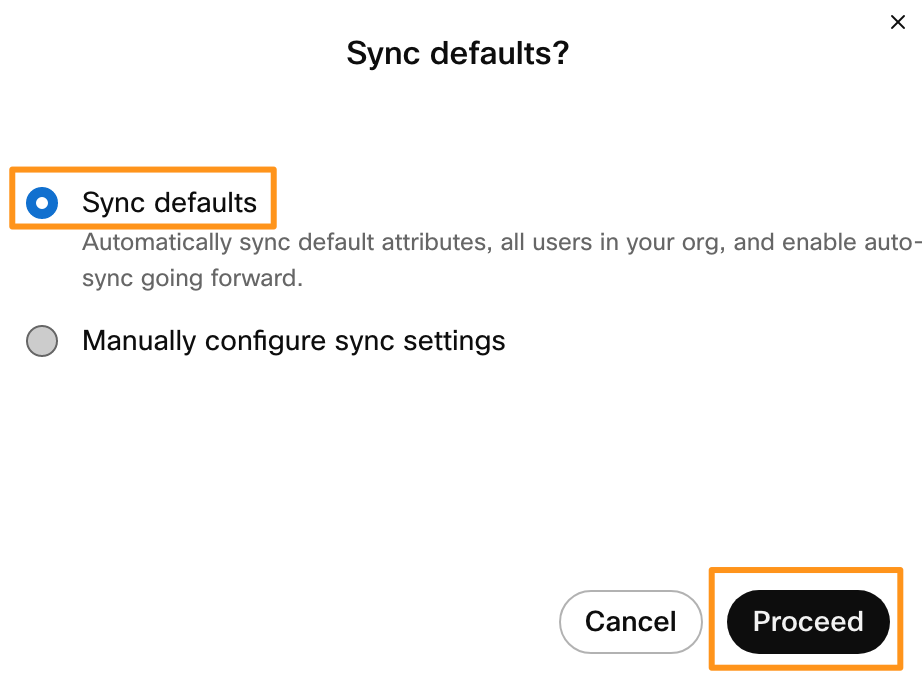 Sync defaults?
Sync defaults
Automatically sync default attributes, all users in your org, and enable auto-
sync going forward.
Manually configure sync settings
Cancel
Proceed